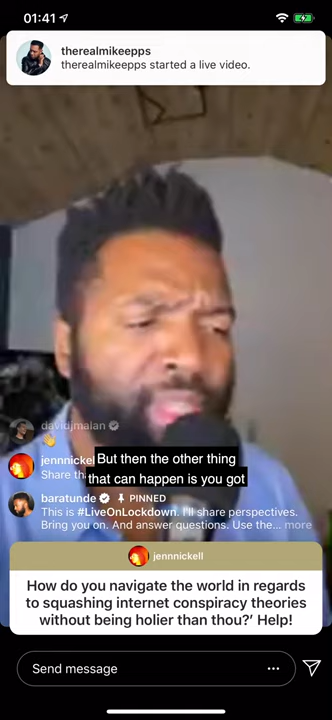 01:41
therealmikeepps
therealmikeepps started a live video.
davidjmalan
👋
jennnickel
Share th
But then the other thing
that can happen is you got
baratunde PINNED
This is #LiveOnLockdown. I'll share perspectives.
Bring you on. And answer questions. Use the... more
jennnickell
How do you navigate the world in regards
to squashing internet conspiracy theories
without being holier than thou?' Help!
Send message